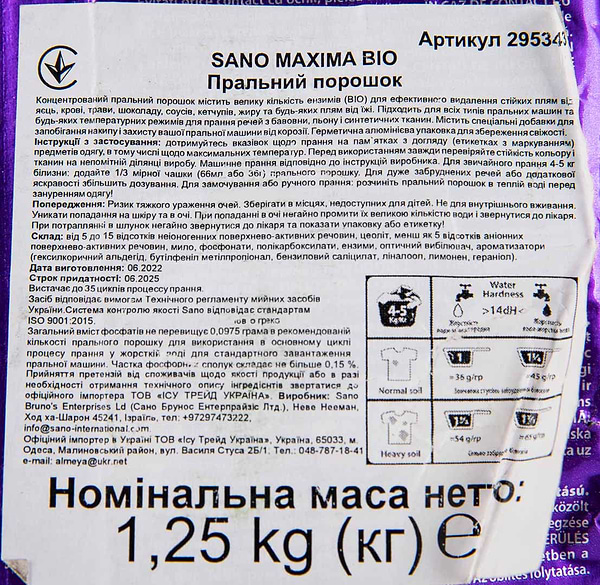 Артикул 29534
SANO MAXIMA BIO
Пральний порошок
Концентрований пральний порошок містить велику кількість ензимів (BIO) для ефективного видалення стійких плям від
яєць, крові, трави, шоколаду, соусів, кетчупів, жиру та будь-яких плям від їжі. Підходить для всіх типів пральних машин та
будь-яких температурних режимів для прання з бавовни, льону і синтетичних тканин. Містить спеціальні добавки для
запобігання накипу і захисту вашої пральної машини від корозії. Герметична алюмінієва упаковка для збереження свіжості.
Інструкції з застосування: дотримуйтесь вказівок щодо прання на пам'ятках з догляду (етикетках з маркуванням)
предметів одягу, в тому числі щодо максимальних температур. Перед використанням завжди перевіряйте стійкість кольору і
тканин на непомітній ділянці виробу. Машинне прання відповідно до інструкцій виробника. Для звичайного прання 4-5 кг
білизни: додайте 1/3 мірної чашки (66мл або 36г) прального порошку. Для дуже забруднених речей або додаткової
яскравості збільшить дозування. Для замочування або ручного прання: розчиніть пральний порошок в теплій воді перед
зануренням одягу!
Попередження: Ризик тяжкого ураження очей. Зберігати в місцях, недоступних для дітей. Не для внутрішнього вживання.
Уникати попадання на шкіру та в очі. При попаданні в очі негайно промити їх великою кількістю води і звернутися до лікаря.
При потраплянні в шлунок негайно звернутися до лікаря та показати упаковку або етикетку!
Склад: від 5 до 15 відсотків неіоногенних поверхнево-активних речовин, цеоліт, менш як 5 відсотків аніонних
поверхнево-активних речовин, мило, фосфонати, полікарбоксилати, ензими, оптичний вибілювач, ароматизатори
(гексилкоричний альдегід, бутілфеніл метілпропіонал, бензиловий саліцилат, ліналоол, лимонен, гераніол).
Дата виготовлення: 06.2022
Строк придатності: 06.2025
Вистачає до 35 циклів процесу прання.
Засіб відповідає вимогам Технічного регламенту мийних засобів
України.Система контролю якості Sano відповідає стандартам
ISO 9001:2015.
Загальний вміст фосфатів не перевищує 0,0975 грама в рекомендованій
кількості прального порошку для використання в основному циклі
процесу прання у жорсткій воді для стандартного завантаження
пральної машини. Частка фосфорних сполук складає не більше 0,15 %.
Прийняття претензій від споживачів щодо якості продукції або в разі
необхідності отримання технічного опису інгредієнтів звертатися до
офіційного імпортера ТОВ «ІСУ ТРЕЙД УКРАЇНА». Виробник: Sano
Bruno's Enterprises Ltd (Сано Брунос Ентерпрайзіс Лтд.), Неве Нееман,
Ход ха-Шарон 45241, Ізраїль, тел: +97297473222,
info@sano-international.com
Офіційний імпортер в Україні ТОВ «Ісу Трейд Україна», Україна, 65033, м.
Одеса, Малиновський район, вул. Василя Стуса 2Б/1. Тел.: 048-787-18-41
e-mail: almeya@ukr.net
4-5
Kg/Кг
Water
Hardness
>14dH<
Normal soil
1
=36 g/гр
1¼
=45 g/гр
Heavy soil
1½
=54 g/гр
Номінальна маса нето:
1,25 kg (кг) e